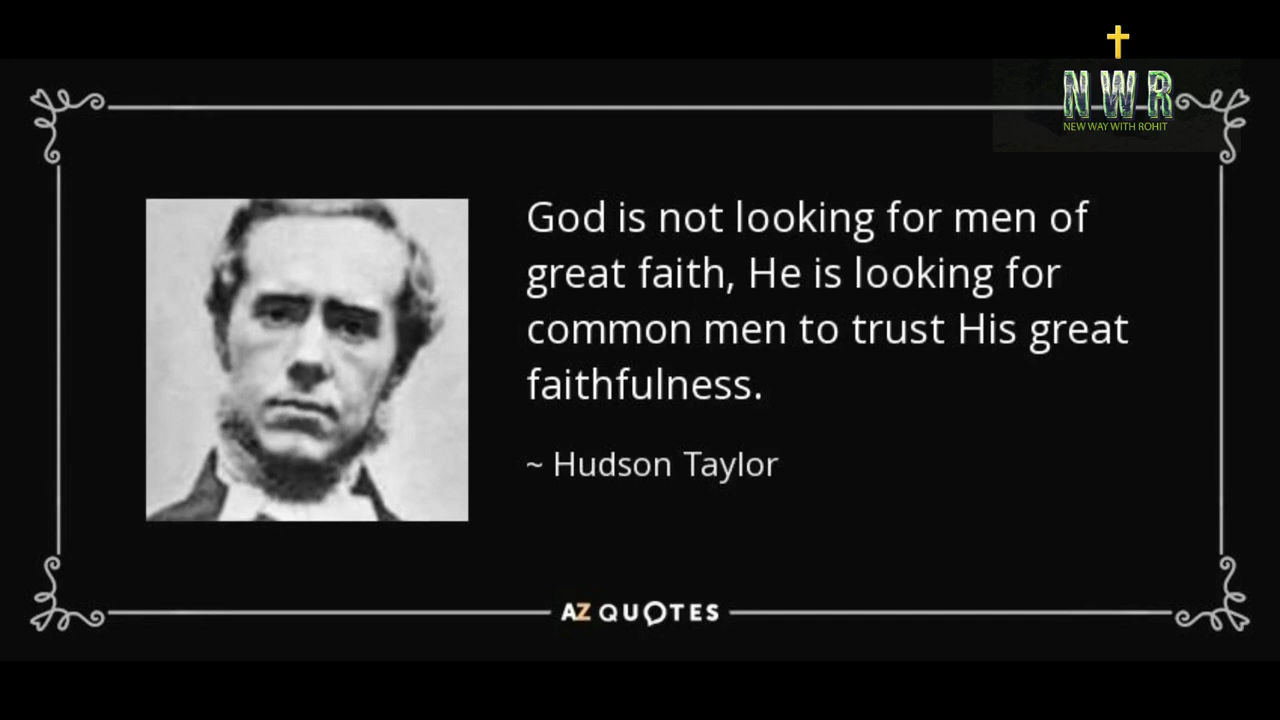 N W R
NEW WAY WITH ROHIT
God is not looking for men of
great faith, He is looking for
common men to trust His great
faithfulness.
~ Hudson Taylor
AZ QUOTES